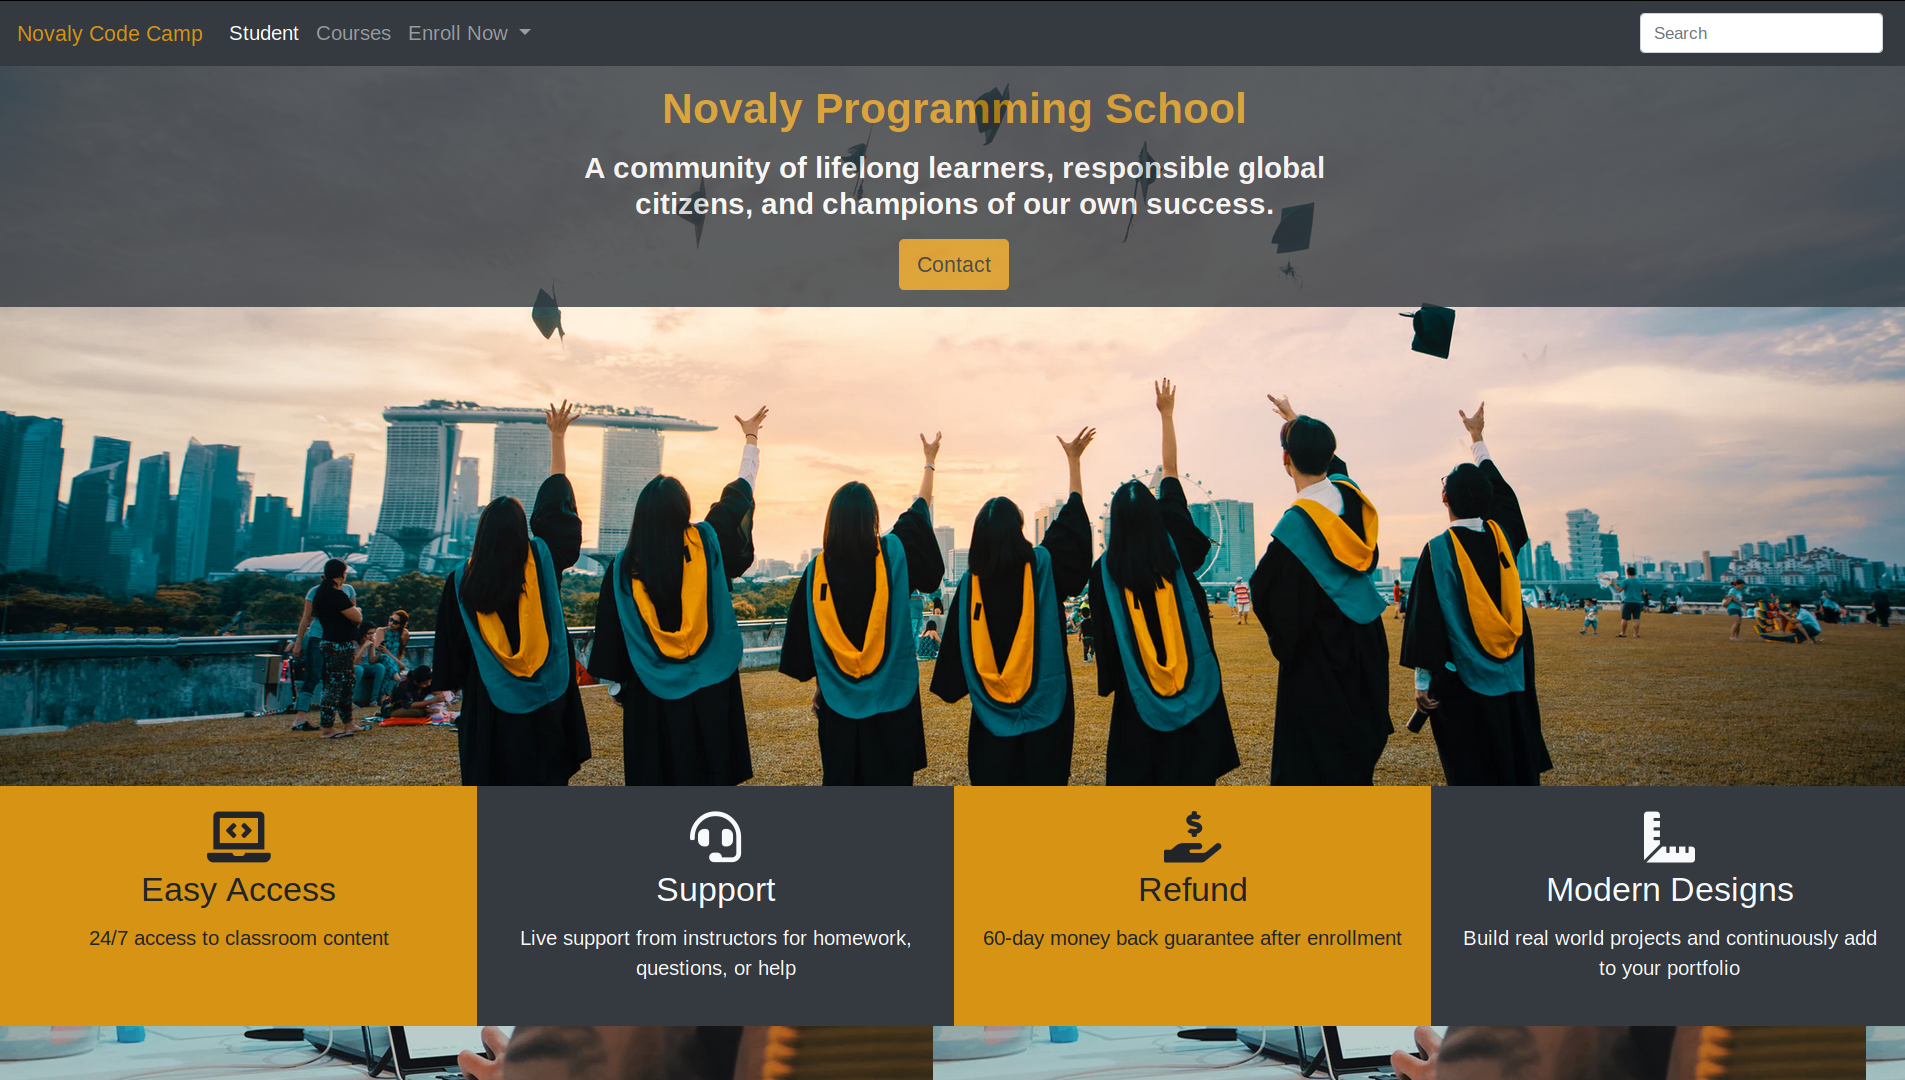 Novaly Code Camp Student Courses Enroll Now Search
Novaly Programming School
A community of lifelong learners, responsible global
citizens, and champions of our own success.
Contact
Easy Access
24/7 access to classroom content
Support
Live support from instructors for homework,
questions, or help
Refund
60-day money back guarantee after enrollment
Modern Designs
Build real world projects and continuously add
to your portfolio